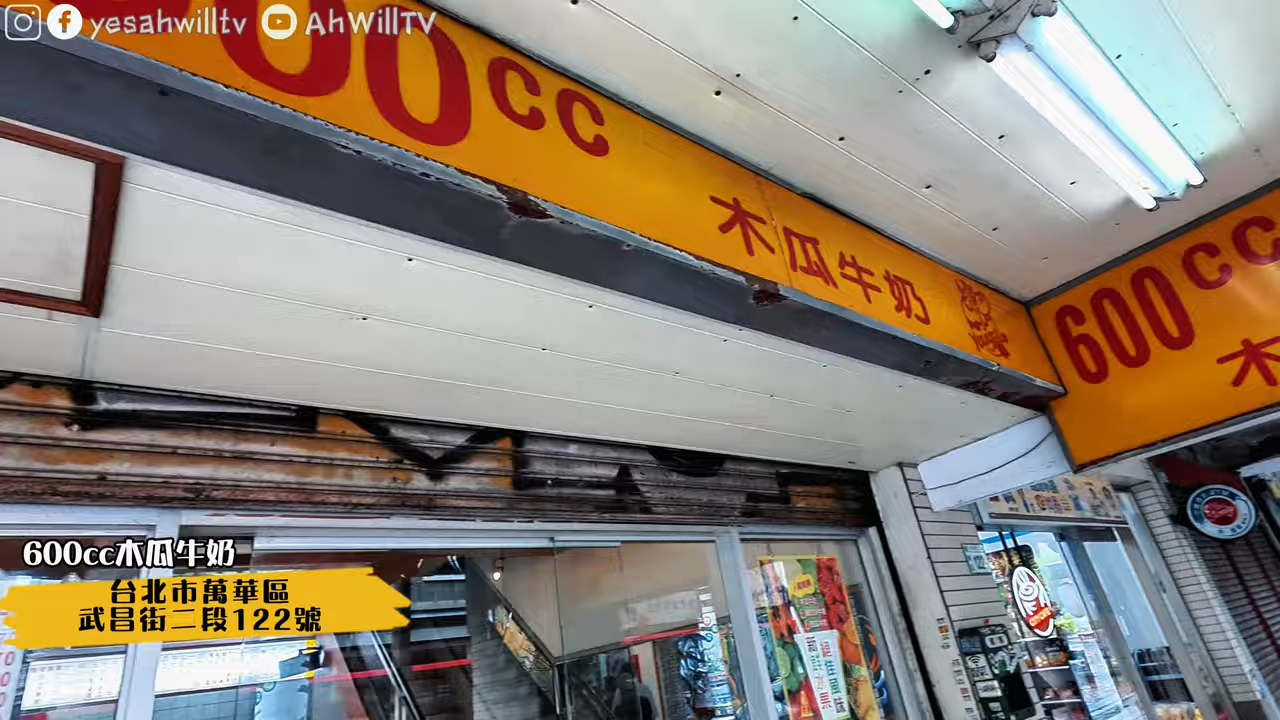 yesahwilltv AhWillTV
600cc
木瓜牛奶
600cc
木
600cc木瓜牛奶
台北市萬華區
武昌街二段122號